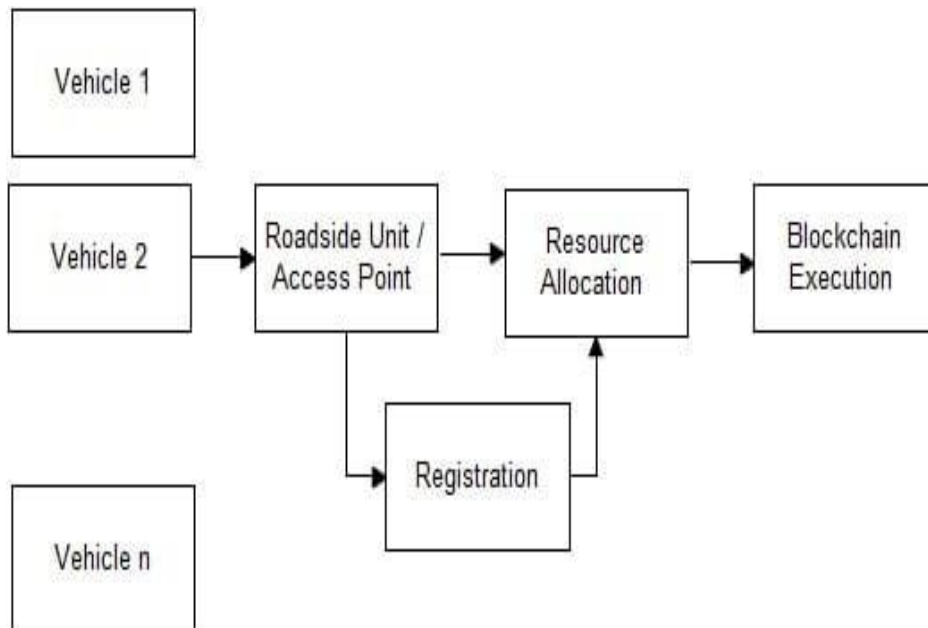 Vehicle 1
Vehicle 2
Roadside Unit /
Access Point
Resource
Allocation
Blockchain
Execution
Registration
Vehicle n